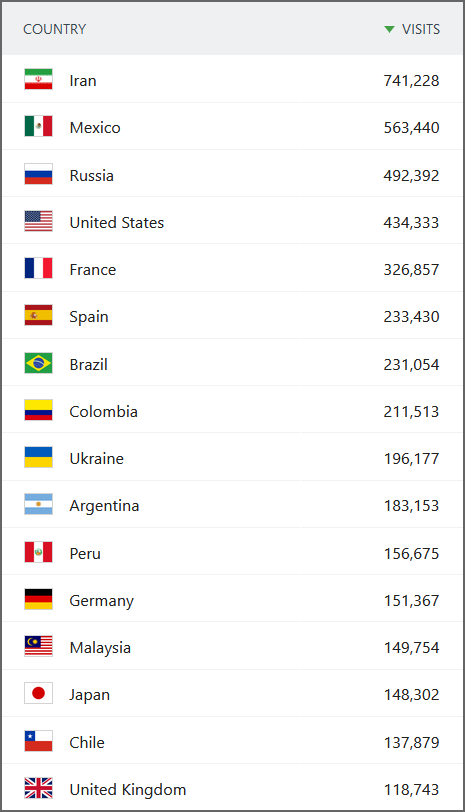 COUNTRY VISITS
Iran 741,228
Mexico 563,440
Russia 492,392
United States 434,333
France 326,857
Spain 233,430
Brazil 231,054
Colombia 211,513
Ukraine 196,177
Argentina 183,153
Peru 156,675
Germany 151,367
Malaysia 149,754
Japan 148,302
Chile 137,879
United Kingdom 118,743